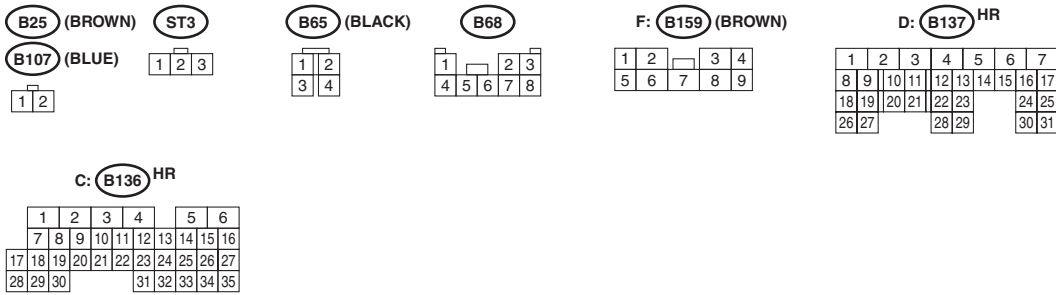 B25 (BROWN) ST3 B65 (BLACK) B68 F: B159 (BROWN) D: B137 HR
B107 (BLUE)
1 2 3
1 2
1 2
3 4
1 2 3
4 5 6 7 8
1 2 3 4
5 6 7 8 9
1 2 3 4 5 6 7
8 9 10 11 12 13 14 15 16 17
18 19 20 21 22 23 24 25
26 27 28 29 30 31
C: B136 HR
1 2 3 4 5 6
7 8 9 10 11 12 13 14 15 16
17 18 19 20 21 22 23 24 25 26 27
28 29 30 31 32 33 34 35